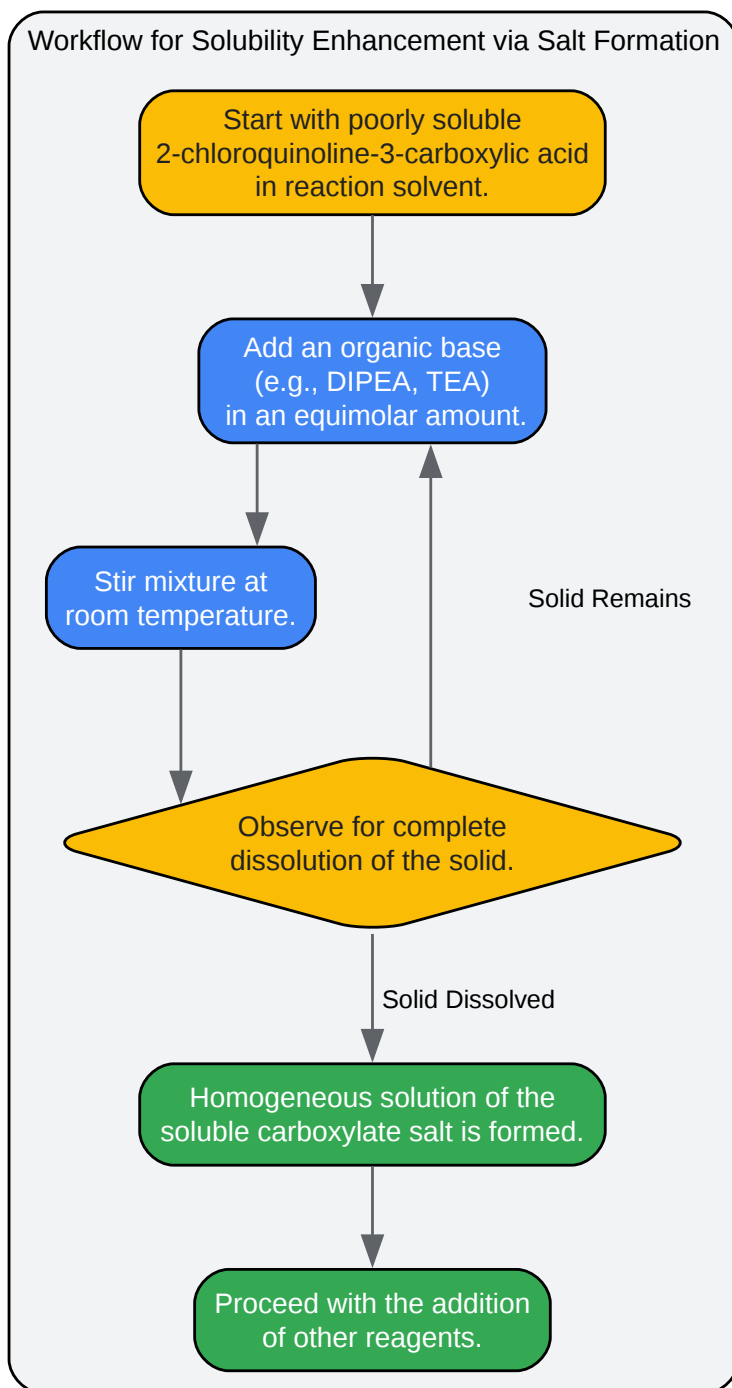 Workflow for Solubility Enhancement via Salt Formation
Start with poorly soluble
2-chloroquinoline-3-carboxylic acid
in reaction solvent.
Add an organic base
(e.g., DIPEA, TEA)
in an equimolar amount.
Stir mixture at
room temperature.
Solid Remains
Observe for complete
dissolution of the solid.
Solid Dissolved
Homogeneous solution of the
soluble carboxylate salt is formed.
Proceed with the addition
of other reagents.